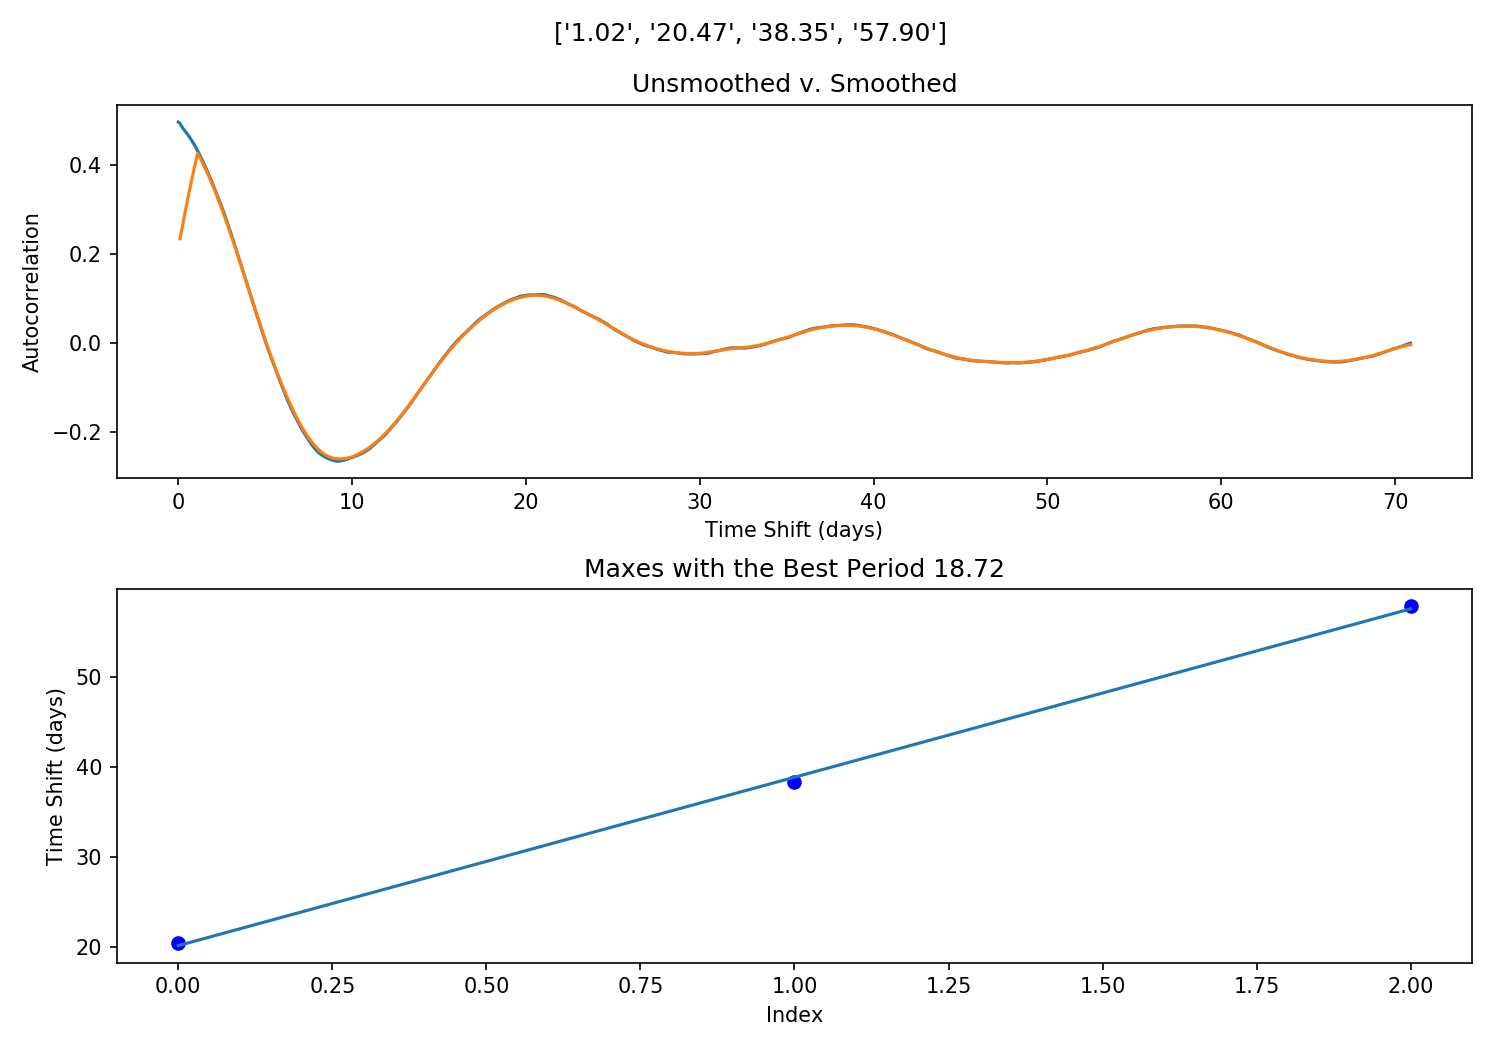 ['1.02', '20.47', '38.35', '57.90']
Unsmoothed v. Smoothed
0.4
0.2
0.0
−0.2
Autocorrelation
0 10 20 30 40 50 60 70
Time Shift (days)
Maxes with the Best Period 18.72
50
40
30
20
Time Shift (days)
0.00 0.25 0.50 0.75 1.00 1.25 1.50 1.75 2.00
Index